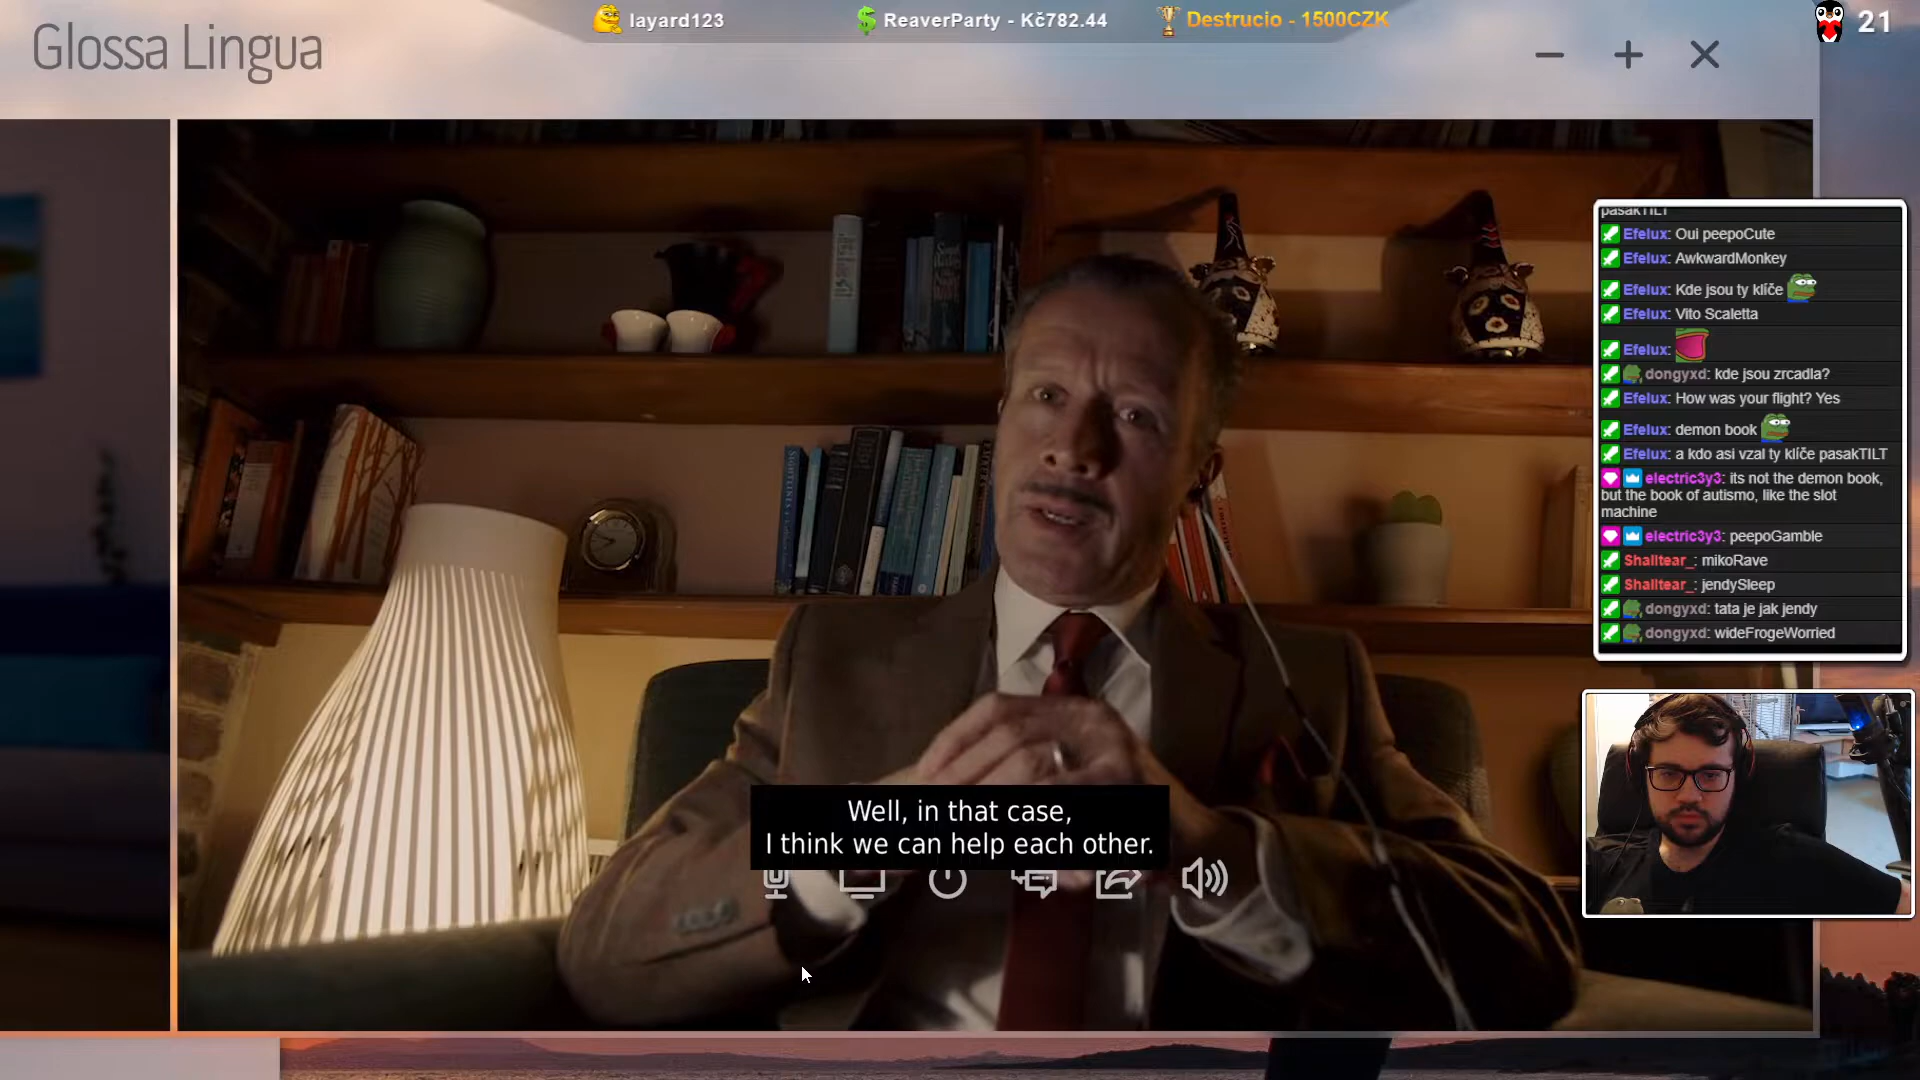 layard123
ReaverParty - Kč782.44
Destrucio - 1500CZK
21
Glossa Lingua
pasakTILT
Efelux: Oui peepoCute
Efelux: AwkwardMonkey
Efelux: Kde jsou ty klíče
Efelux: Vito Scaletta
Efelux:
dongyxd: kde jsou zrcadla?
Efelux: How was your flight? Yes
Efelux: demon book
Efelux: a kdo asi vzal ty klíče pasakTILT
electric3y3: its not the demon book,
but the book of autismo, like the slot
machine
electric3y3: peepoGamble
Shalltear_: mikoRave
Shalltear_: jendySleep
dongyxd: tata je jak jendy
dongyxd: wideFrogeWorried
Well, in that case,
I think we can help each other.